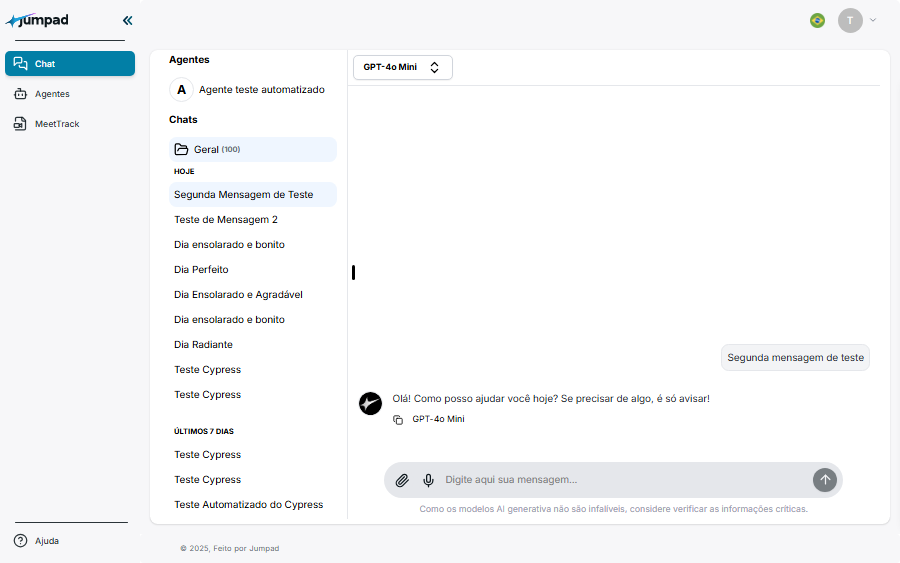 Jumpad
T
Chat
Agentes
MeetTrack
Ajuda
Agentes
A Agente teste automatizado
Chats
Geral (100)
HOJE
Segunda Mensagem de Teste
Teste de Mensagem 2
Dia ensolarado e bonito
Dia Perfeito
Dia Ensolarado e Agradável
Dia ensolarado e bonito
Dia Radiante
Teste Cypress
Teste Cypress
ÚLTIMOS 7 DIAS
Teste Cypress
Teste Cypress
Teste Automatizado do Cypress
GPT-4o Mini
Segunda mensagem de teste
Olá! Como posso ajudar você hoje? Se precisar de algo, é só avisar!
GPT-4o Mini
Digite aqui sua mensagem...
Como os modelos AI generativa não são infalíveis, considere verificar as informações críticas.
© 2025, Feito por Jumpad